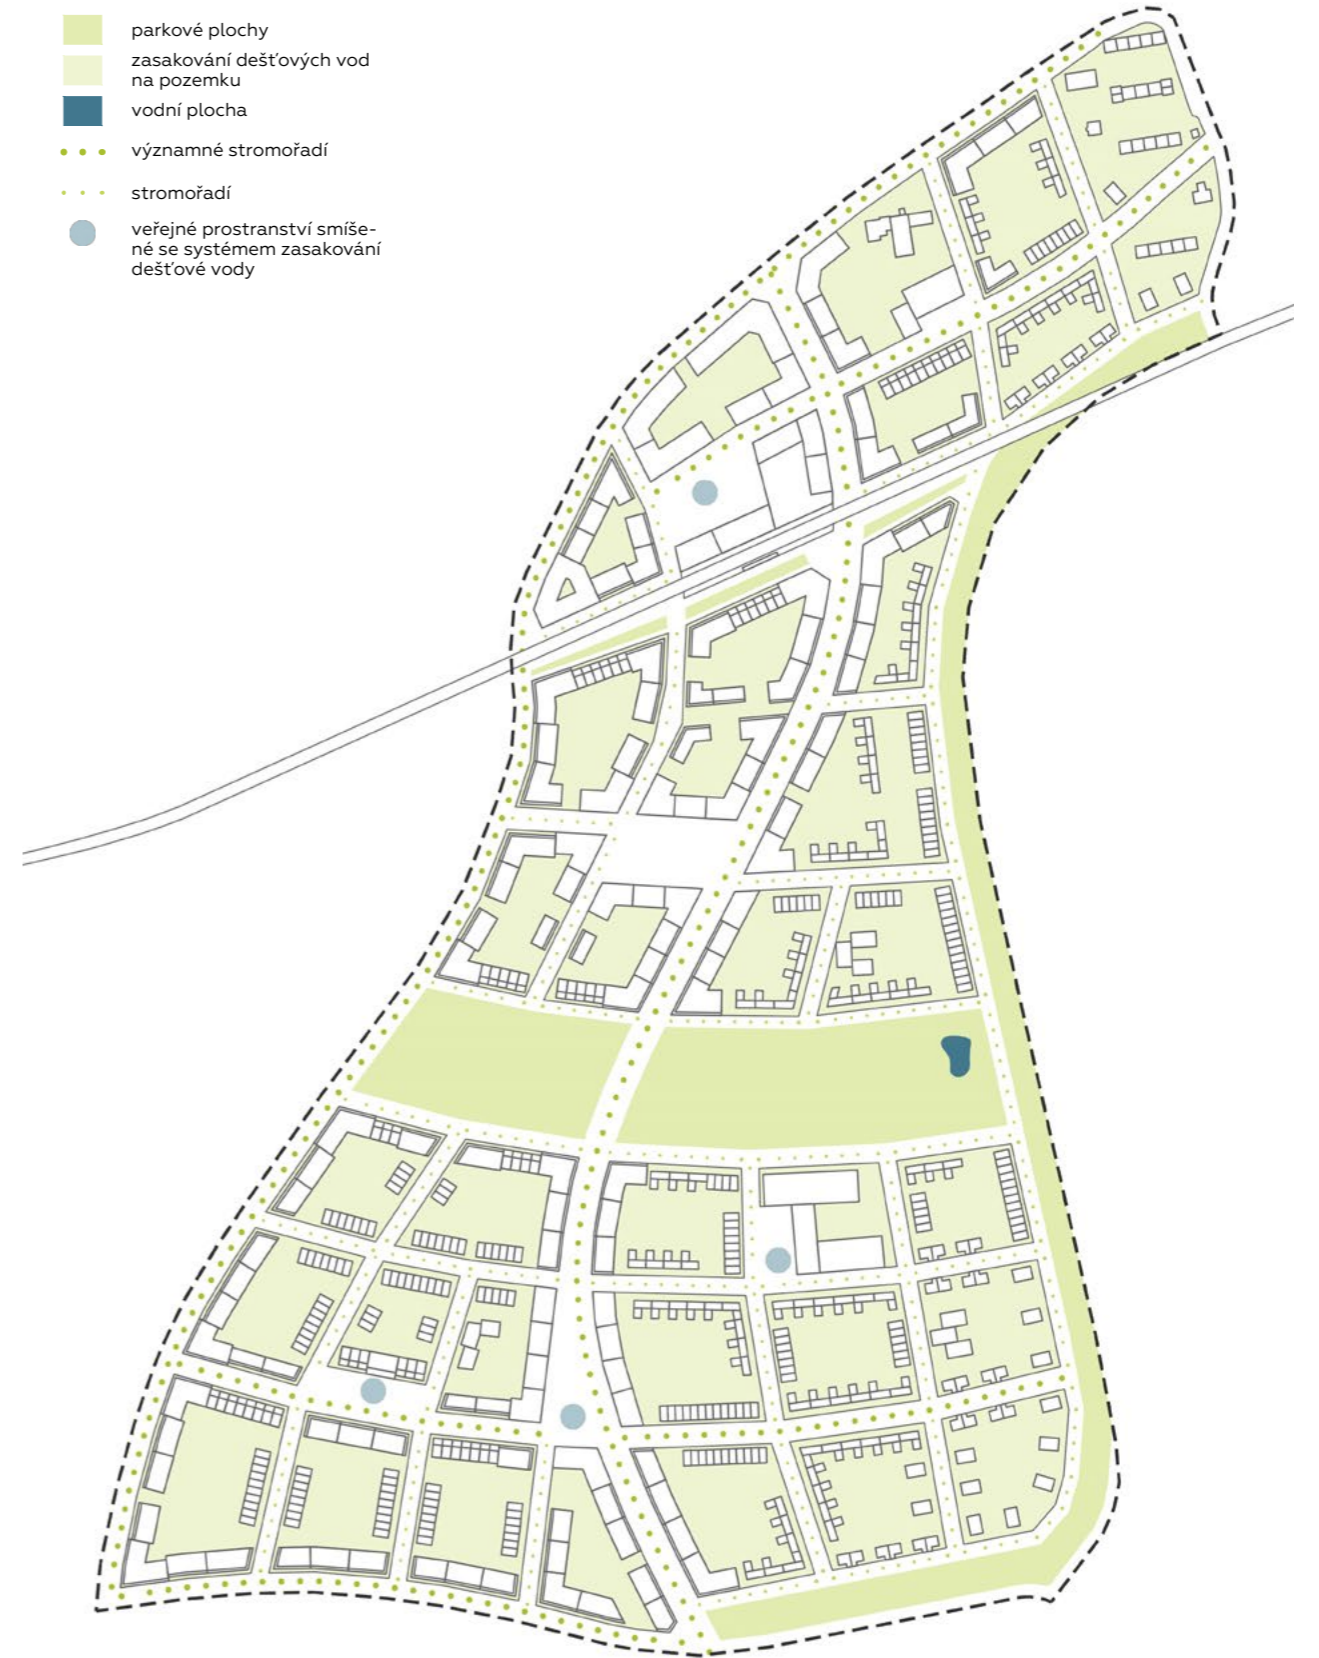 parkové plochy
zasakování dešťových vod
na pozemku
vodní plocha
významné stromořadí
stromořadí
veřejné prostranství smíše-
né se systémem zasakování
dešťové vody